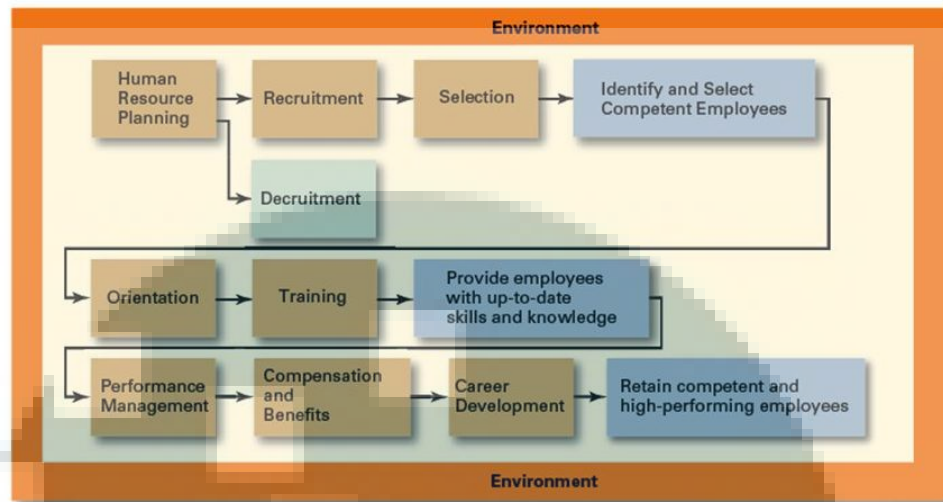 Environment
Human
Resource
Planning
Recruitment
Selection
Identify and Select
Competent Employees
Decruitment
Orientation
Training
Provide employees
with up-to-date
skills and knowledge
Performance
Management
Compensation
and
Benefits
Career
Development
Retain competent and
high-performing employees
Environment